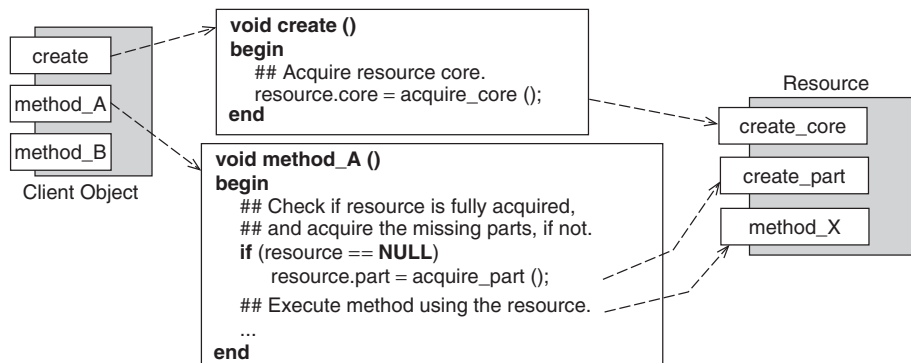 create
method_A
method_B
Client Object
void create ()
begin
## Acquire resource core.
resource.core = acquire_core ();
end
void method_A ()
begin
## Check if resource is fully acquired,
## and acquire the missing parts, if not.
if (resource == NULL)
resource.part = acquire_part ();
## Execute method using the resource.
...
end
Resource
create_core
create_part
method_X